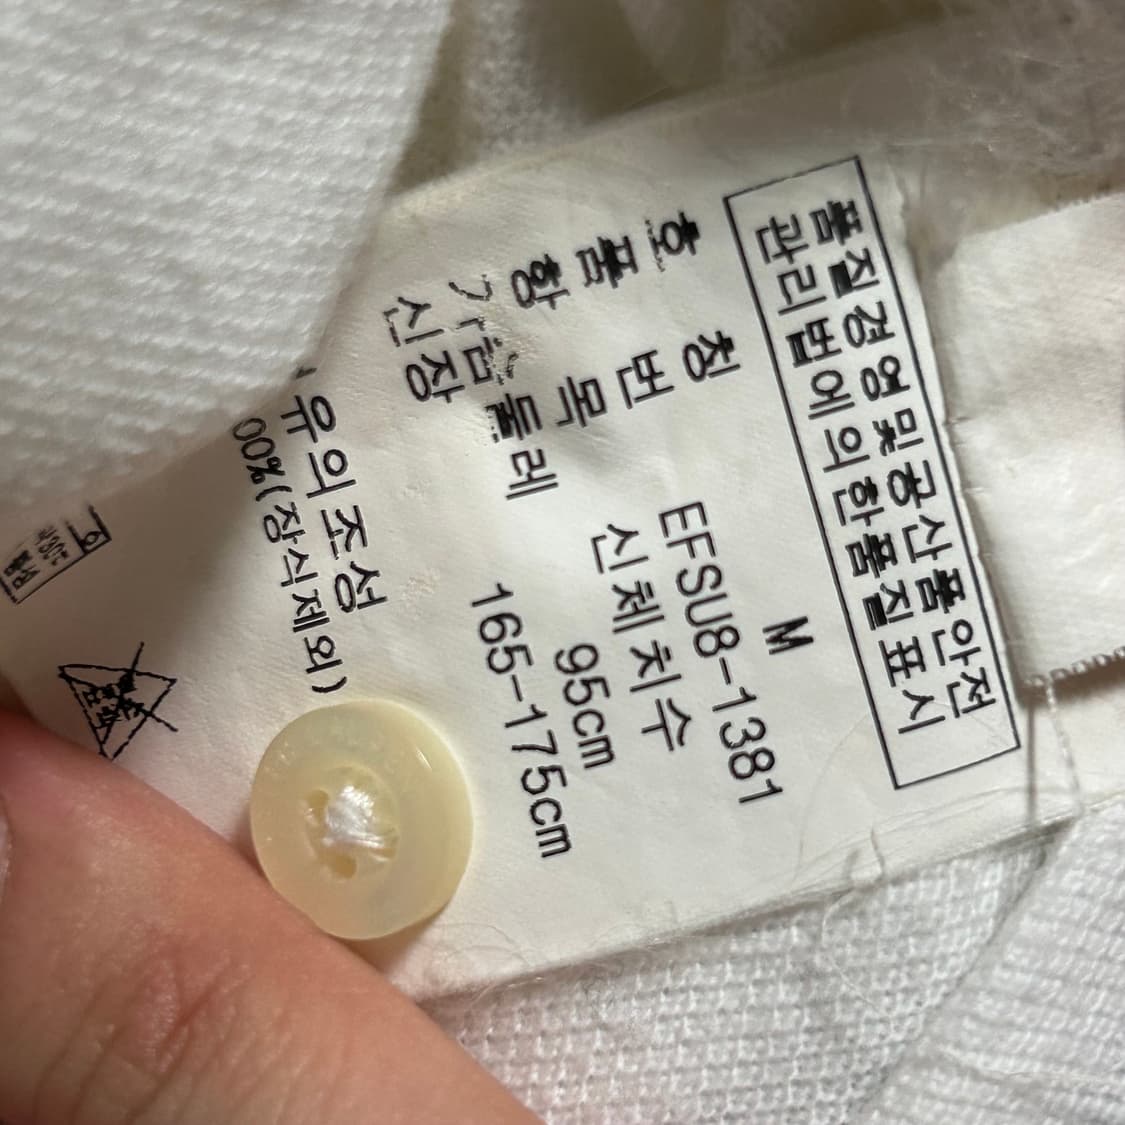 품질경영및공산품안전
관리법에의한품질표시
호 칭 M
품 번 EFSU8-1381
항 목 신체치수
가슴둘레 95cm
신장 165-175cm
유의조성
00%(장식제외)